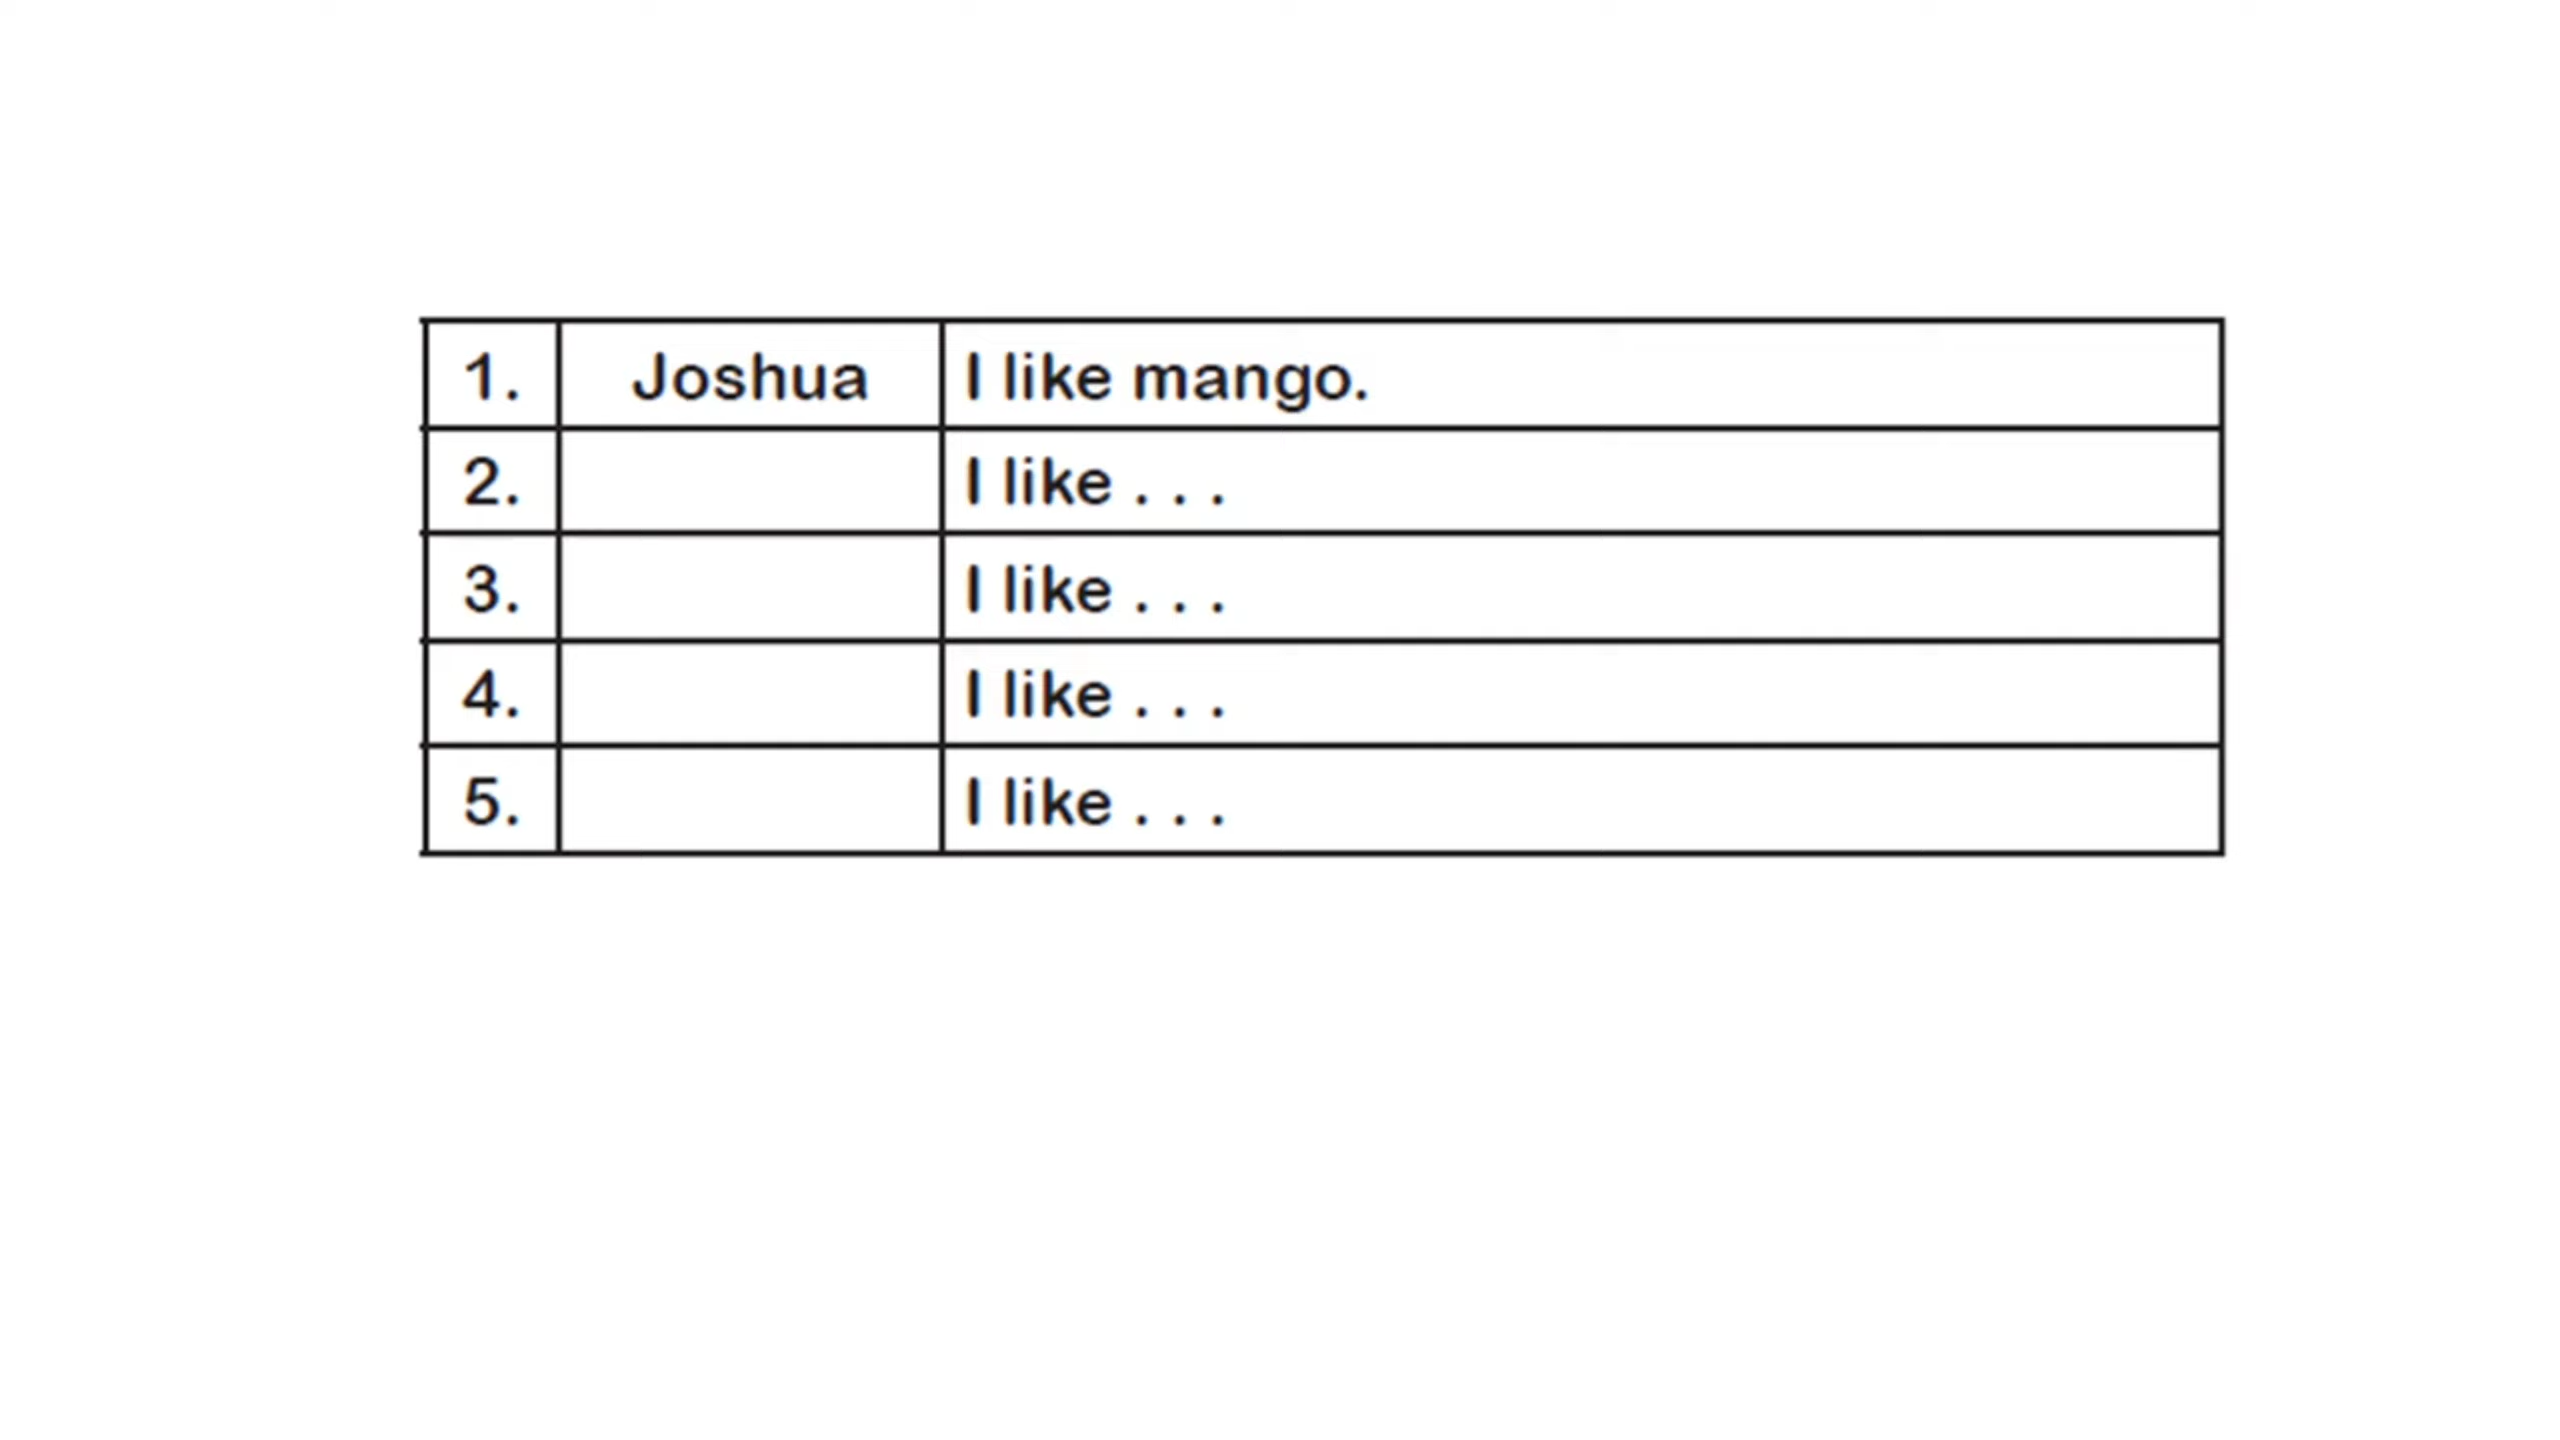 1. Joshua I like mango.
2. I like . . .
3. I like . . .
4. I like . . .
5. I like . . .